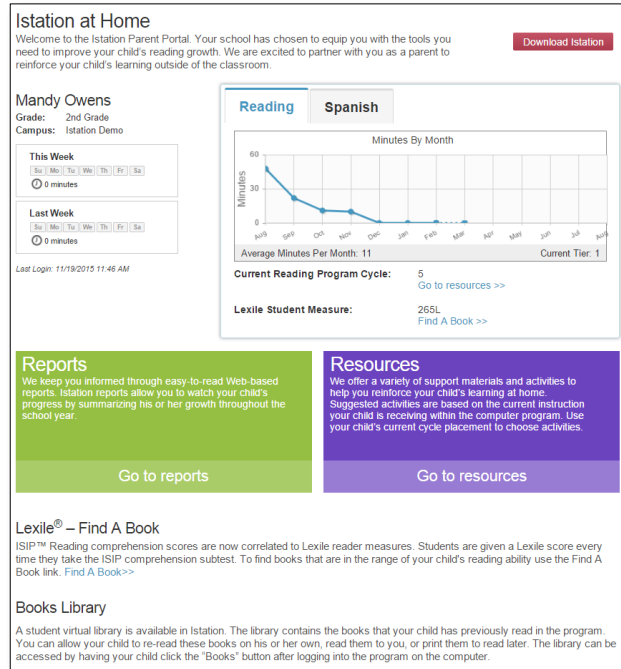 Istation at Home
Welcome to the Istation Parent Portal. Your school has chosen to equip you with the tools you
need to improve your child's reading growth. We are excited to partner with you as a parent to
reinforce your child's learning outside of the classroom.
Download Istation
Mandy Owens
Grade: 2nd Grade
Campus: Istation Demo
This Week
Su Mo Tu We Th Fr Sa
0 minutes
Last Week
Su Mo Tu We Th Fr Sa
0 minutes
Last Login: 11/19/2015 11:46 AM
Reading Spanish
Minutes By Month
Minutes
60
30
0
Aug Sep Oct Nov Dec Jan Feb Mar Apr May Jun Jul Aug
Average Minutes Per Month: 11 Current Tier: 1
Current Reading Program Cycle: 5
Go to resources >>
Lexile Student Measure: 265L
Find A Book >>
Reports
We keep you informed through easy-to-read Web-based
reports. Istation reports allow you to watch your child's
progress by summarizing his or her growth throughout the
school year.
Go to reports
Resources
We offer a variety of support materials and activities to
help you reinforce your child's learning at home.
Suggested activities are based on the current instruction
your child is receiving within the computer program. Use
your child's current cycle placement to choose activities.
Go to resources
Lexile® – Find A Book
ISIP™ Reading comprehension scores are now correlated to Lexile reader measures. Students are given a Lexile score every
time they take the ISIP comprehension subtest. To find books that are in the range of your child's reading ability use the Find A
Book link. Find A Book>>
Books Library
A student virtual library is available in Istation. The library contains the books that your child has previously read in the program.
You can allow your child to re-read these books on his or her own, read them to you, or print them to read later. The library can be
accessed by having your child click the "Books" button after logging into the program on the computer.